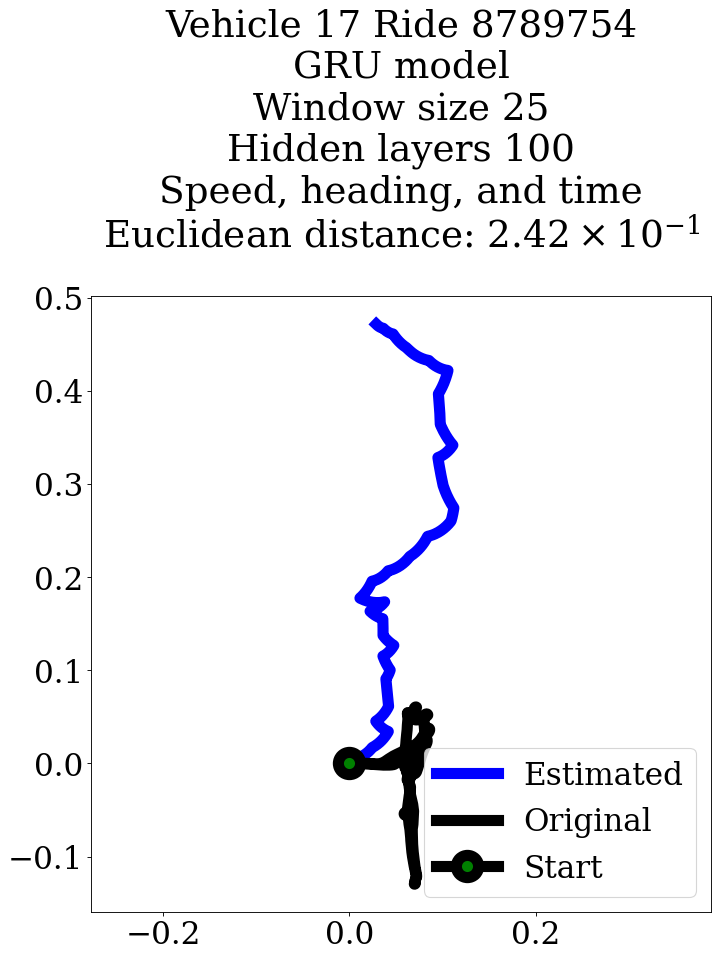 Vehicle 17 Ride 8789754
GRU model
Window size 25
Hidden layers 100
Speed, heading, and time
Euclidean distance: 2.42 × 10⁻¹
0.5
0.4
0.3
0.2
0.1
0.0
−0.1
Estimated
Original
Start
−0.2 0.0 0.2